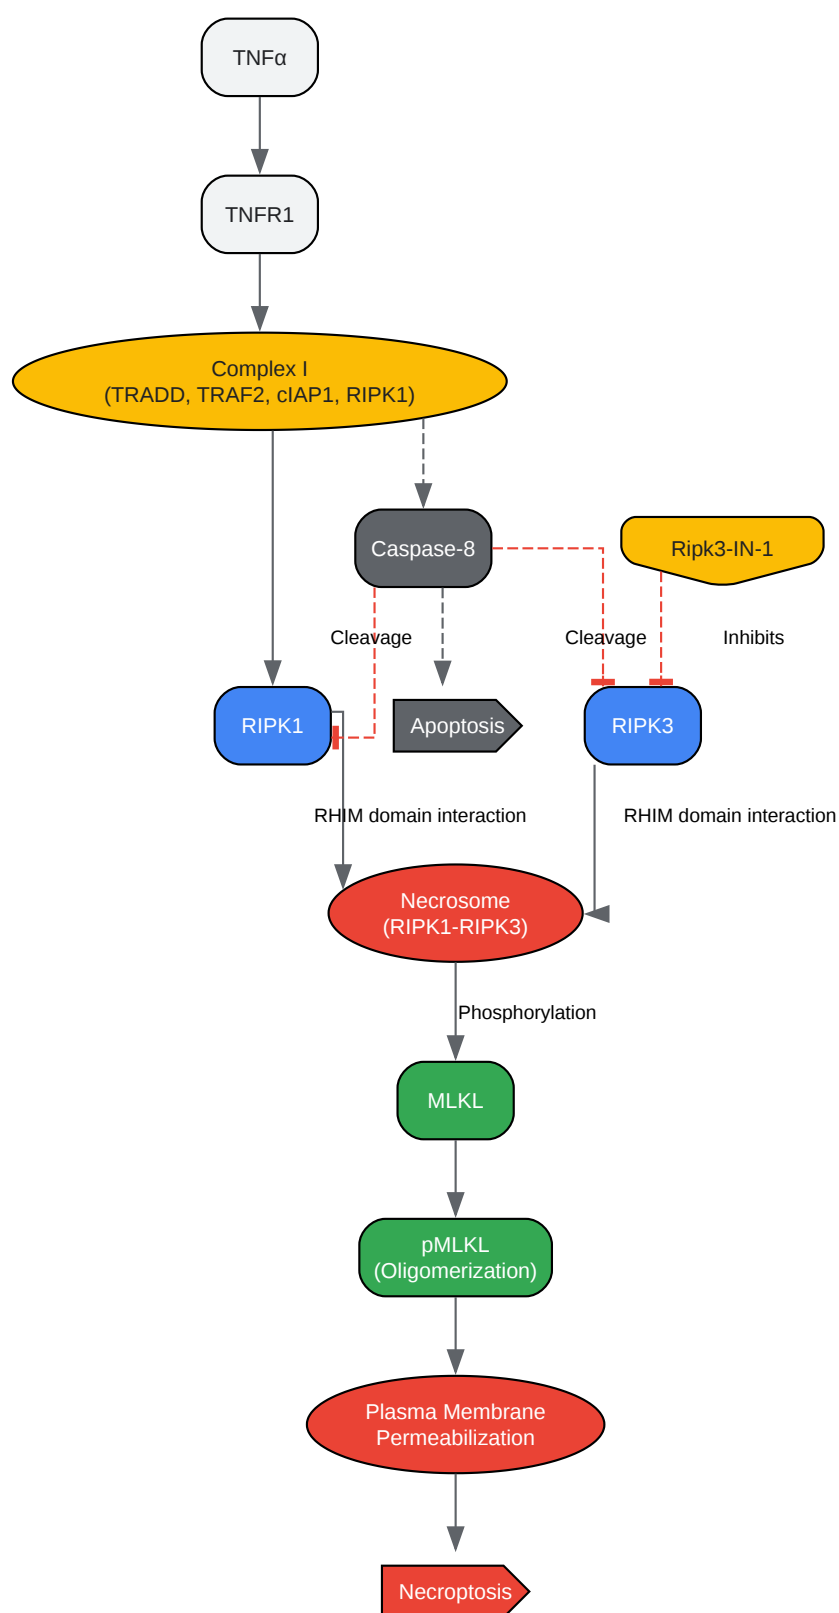 TNFα
TNFR1
Complex I
(TRADD, TRAF2, cIAP1, RIPK1)
Caspase-8
Ripk3-IN-1
Cleavage
Cleavage
Inhibits
RIPK1
Apoptosis
RIPK3
RHIM domain interaction
RHIM domain interaction
Necrosome
(RIPK1-RIPK3)
Phosphorylation
MLKL
pMLKL
(Oligomerization)
Plasma Membrane
Permeabilization
Necroptosis